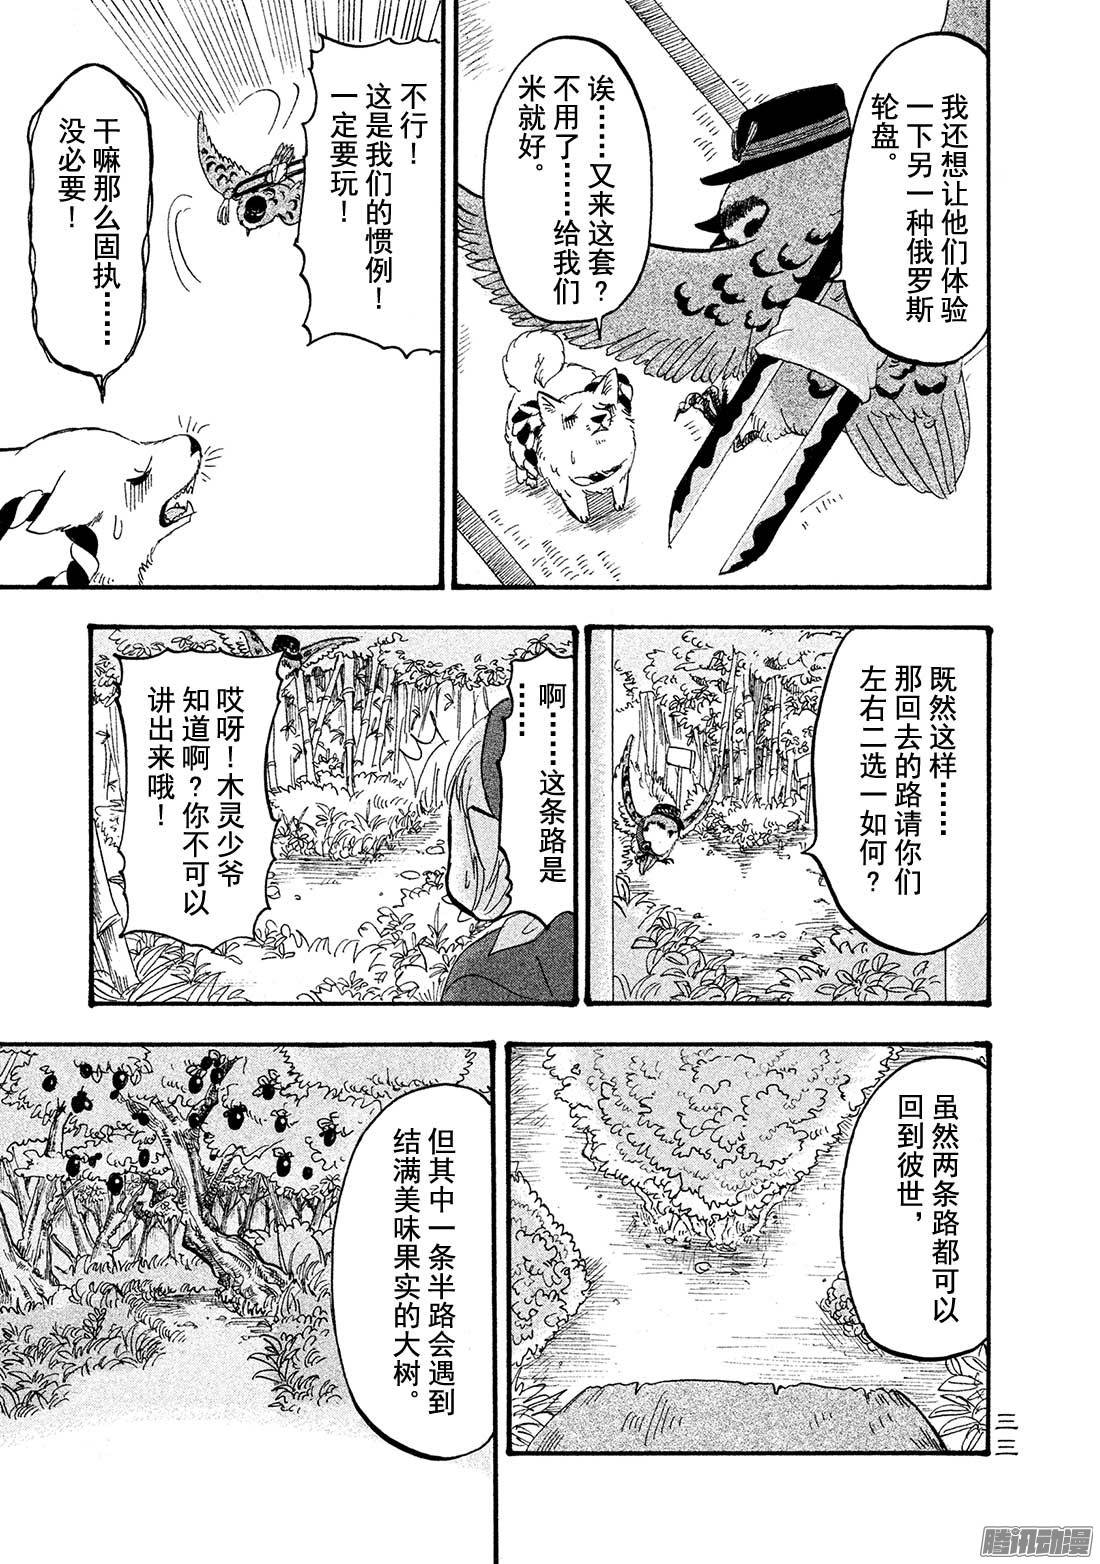 我还想让他们体验
一下另一种俄罗斯
轮盘。
诶……又来这套？
不用了……给我们
米就好。
不行！
这是我们的惯例！
一定要玩！
干嘛那么固执……
没必要！
既然这样……
那回去的路请你们
左右二选一如何？
啊……这条路是
……
哎呀！木灵少爷
知道啊？你不可以
讲出来哦！
虽然两条路都可以
回到彼世，
但其中一条半路会遇到
结满美味果实的大树。
三三
腾讯动漫